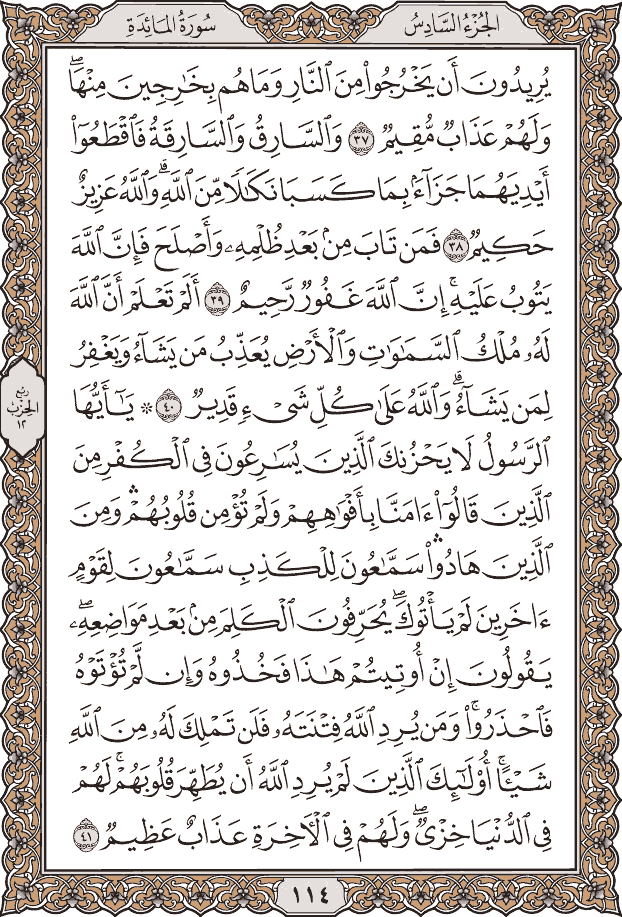 الجُزْءُ السَّادِسُ
سُورَةُ المَائِدَةِ
يُرِيدُونَ أَن يَخْرُجُوا۟ مِنَ ٱلنَّارِ وَمَا هُم بِخَٰرِجِينَ مِنْهَا ۖ
وَلَهُمْ عَذَابٌ مُّقِيمٌ ٣٧ وَٱلسَّارِقُ وَٱلسَّارِقَةُ فَٱقْطَعُوٓا۟
أَيْدِيَهُمَا جَزَآءًۢ بِمَا كَسَبَا نَكَٰلًا مِّنَ ٱللَّهِ ۗ وَٱللَّهُ عَزِيزٌ
حَكِيمٌ ٣٨ فَمَن تَابَ مِنۢ بَعْدِ ظُلْمِهِۦ وَأَصْلَحَ فَإِنَّ ٱللَّهَ
يَتُوبُ عَلَيْهِ ۚ إِنَّ ٱللَّهَ غَفُورٌ رَّحِيمٌ ٣٩ أَلَمْ تَعْلَمْ أَنَّ ٱللَّهَ
لَهُۥ مُلْكُ ٱلسَّمَٰوَٰتِ وَٱلْأَرْضِ يُعَذِّبُ مَن يَشَآءُ وَيَغْفِرُ
لِمَن يَشَآءُ ۗ وَٱللَّهُ عَلَىٰ كُلِّ شَىْءٍ قَدِيرٌ ٤٠ ۞ يَٰٓأَيُّهَا
ٱلرَّسُولُ لَا يَحْزُنكَ ٱلَّذِينَ يُسَٰرِعُونَ فِى ٱلْكُفْرِ مِنَ
ٱلَّذِينَ قَالُوٓا۟ ءَامَنَّا بِأَفْوَٰهِهِمْ وَلَمْ تُؤْمِن قُلُوبُهُمْ ۛ وَمِنَ
ٱلَّذِينَ هَادُوا۟ ۛ سَمَّٰعُونَ لِلْكَذِبِ سَمَّٰعُونَ لِقَوْمٍ
ءَاخَرِينَ لَمْ يَأْتُوكَ ۖ يُحَرِّفُونَ ٱلْكَلِمَ مِنۢ بَعْدِ مَوَاضِعِهِۦ ۖ
يَقُولُونَ إِنْ أُوتِيتُمْ هَٰذَا فَخُذُوهُ وَإِن لَّمْ تُؤْتَوْهُ
فَٱحْذَرُوا۟ ۚ وَمَن يُرِدِ ٱللَّهُ فِتْنَتَهُۥ فَلَن تَمْلِكَ لَهُۥ مِنَ ٱللَّهِ
شَيْـًٔا ۚ أُو۟لَٰٓئِكَ ٱلَّذِينَ لَمْ يُرِدِ ٱللَّهُ أَن يُطَهِّرَ قُلُوبَهُمْ ۚ لَهُمْ
فِى ٱلدُّنْيَا خِزْىٌ ۖ وَلَهُمْ فِى ٱلْءَاخِرَةِ عَذَابٌ عَظِيمٌ ٤١
رُبْع
الحِزْب
١٢
١١٤